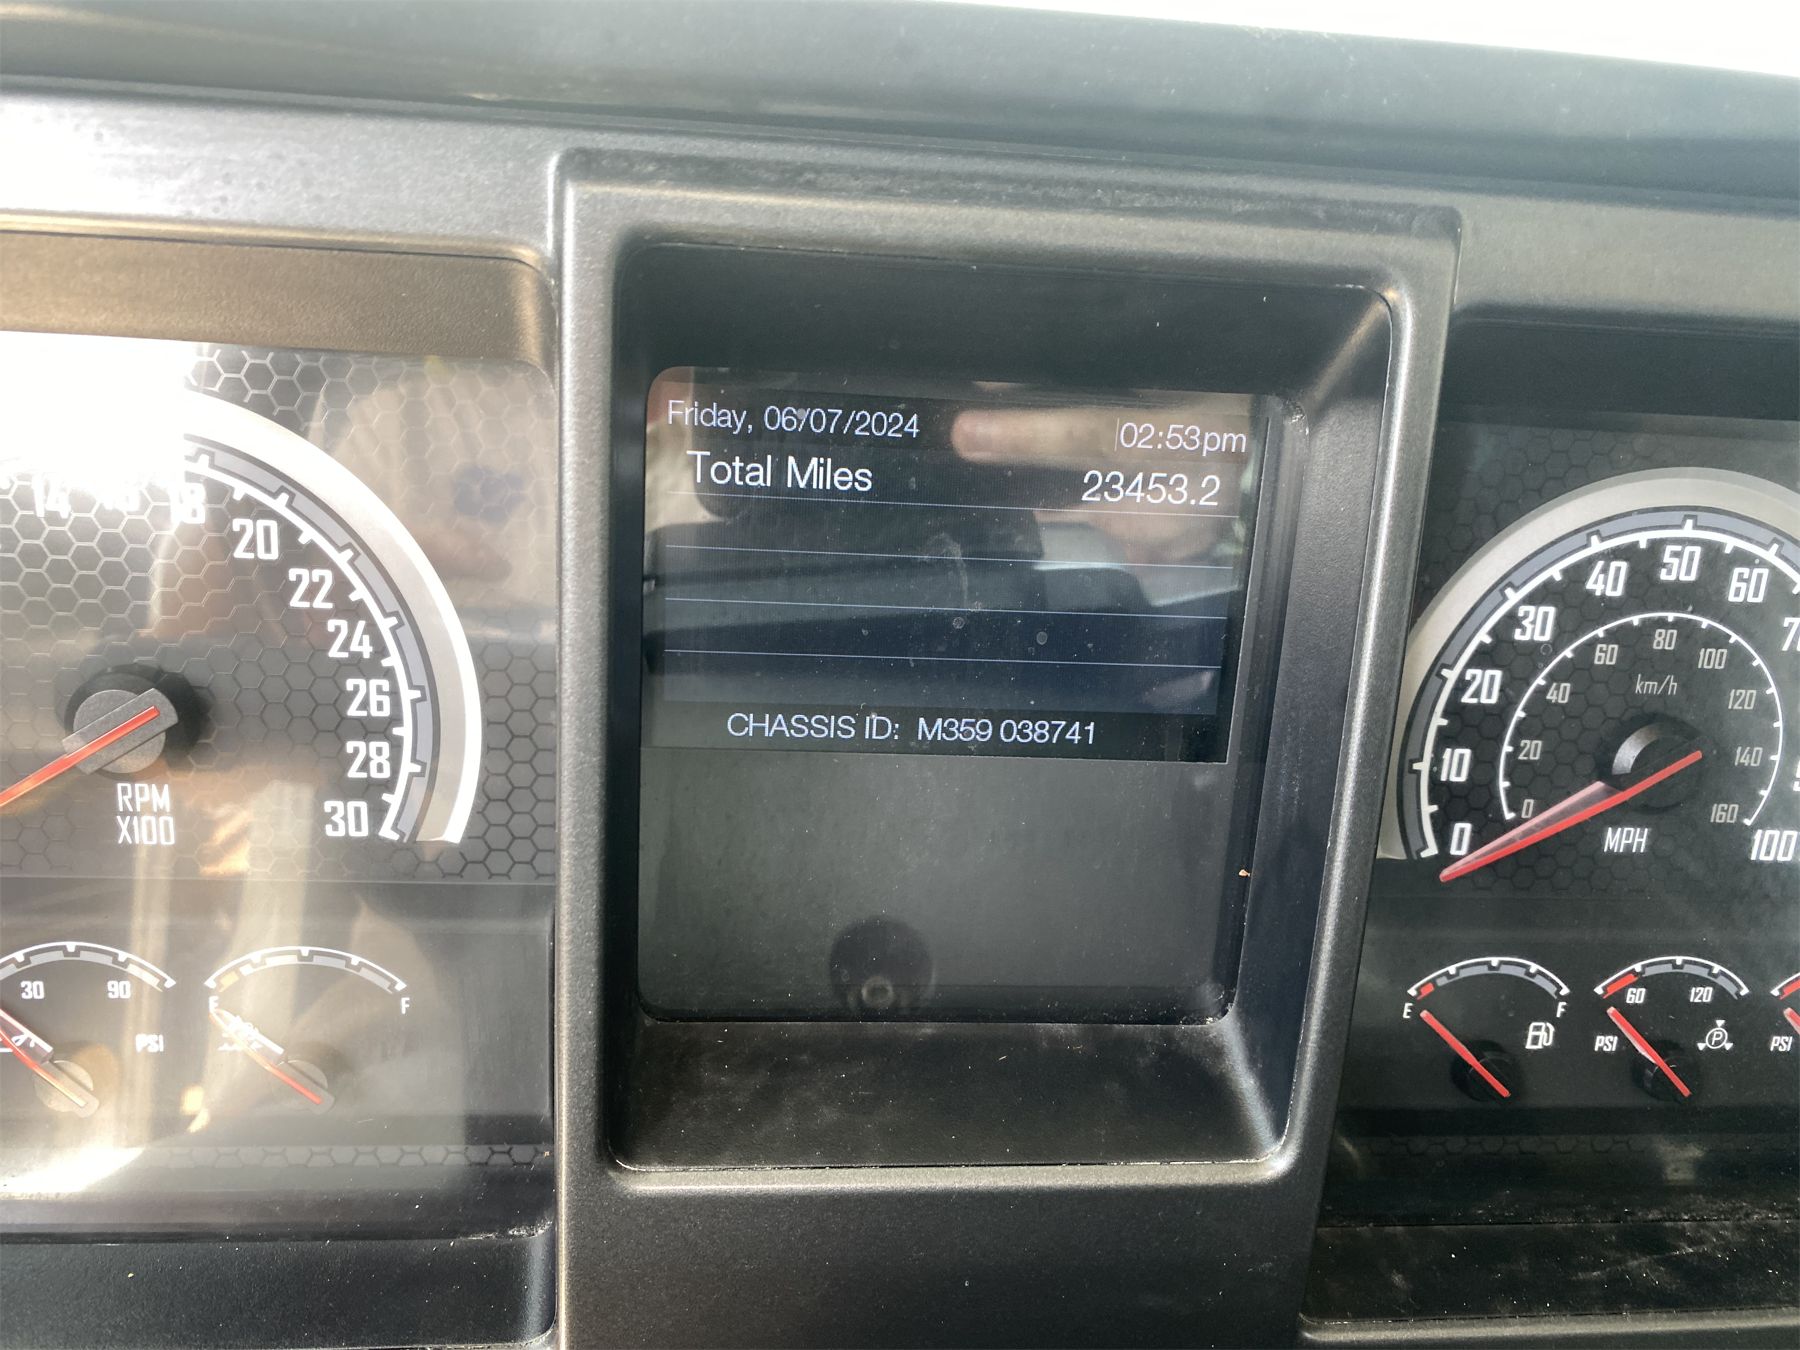 Friday, 06/07/2024 02:53pm
Total Miles 23453.2
CHASSIS ID: M359 038741
18
20
22
24
26
28
30
RPM
X100
30 90
PSI
E F
0 10 20 30 40 50 60
0 20 40 60 80 100 120 140 160
km/h
100
MPH
E F
60 120
PSI
P
PSI